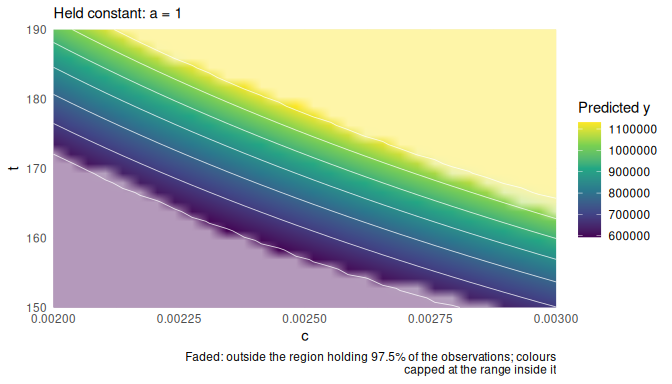 Held constant: a = 1
190
180
170
160
150
t
0.00200
0.00225
0.00250
0.00275
0.00300
c
Predicted y
1100000
1000000
900000
800000
700000
600000
Faded: outside the region holding 97.5% of the observations; colours
capped at the range inside it